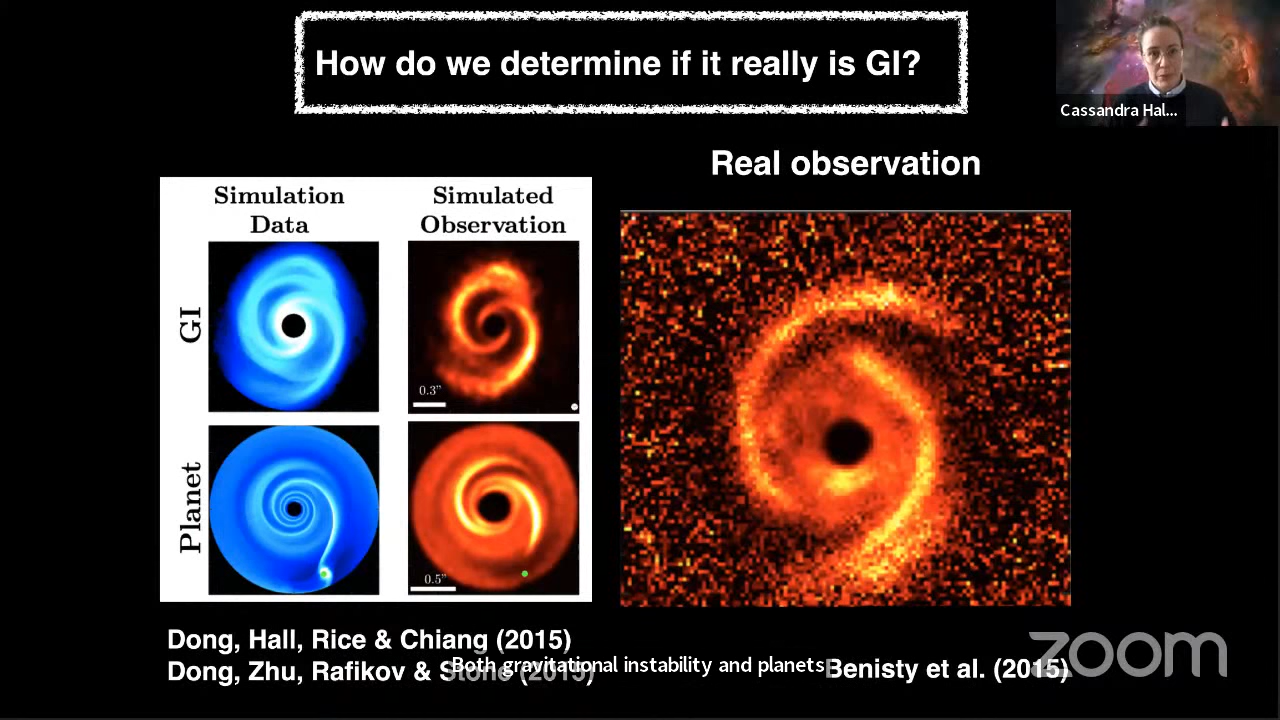 How do we determine if it really is GI?
Cassandra Hal...
Real observation
Simulation
Data
Simulated
Observation
GI
0.3"
Planet
0.5"
Dong, Hall, Rice & Chiang (2015)
Dong, Zhu, Rafikov & Stone (2015)
Both gravitational instability and planets
Benisty et al. (2015)
zoom